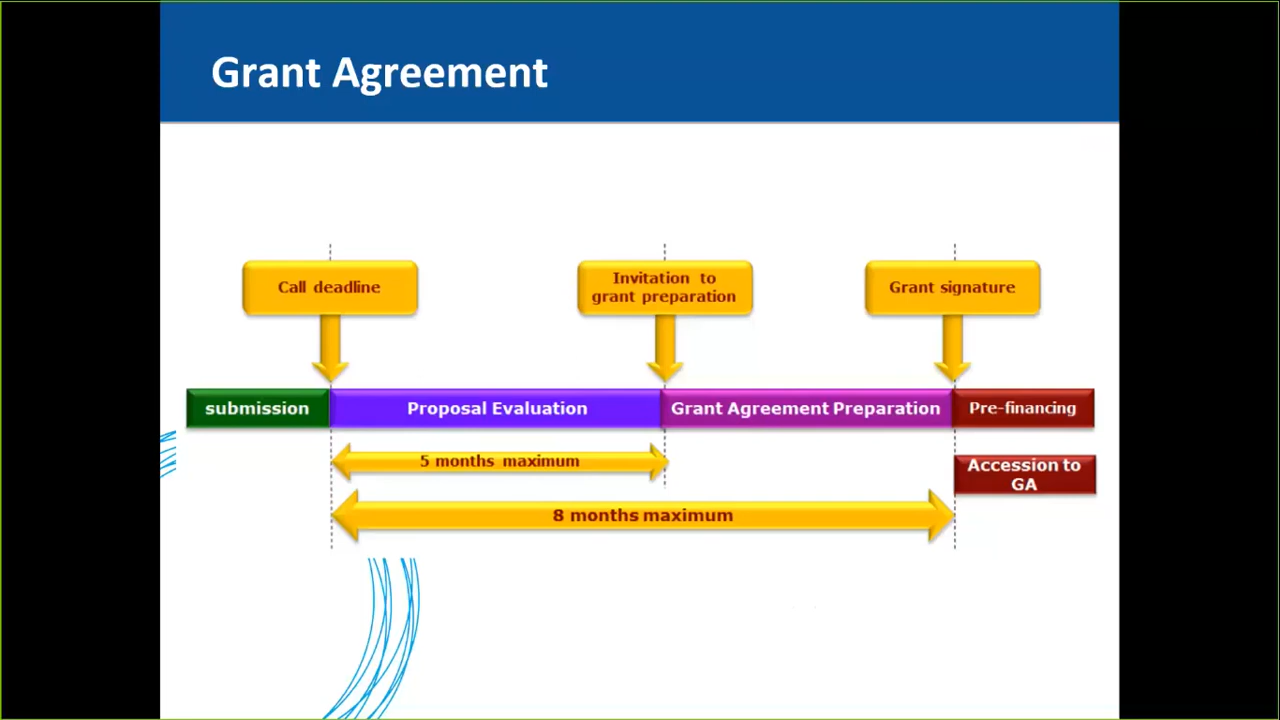 Grant Agreement
Call deadline
Invitation to
grant preparation
Grant signature
submission
Proposal Evaluation
Grant Agreement Preparation
Pre-financing
5 months maximum
Accession to
GA
8 months maximum